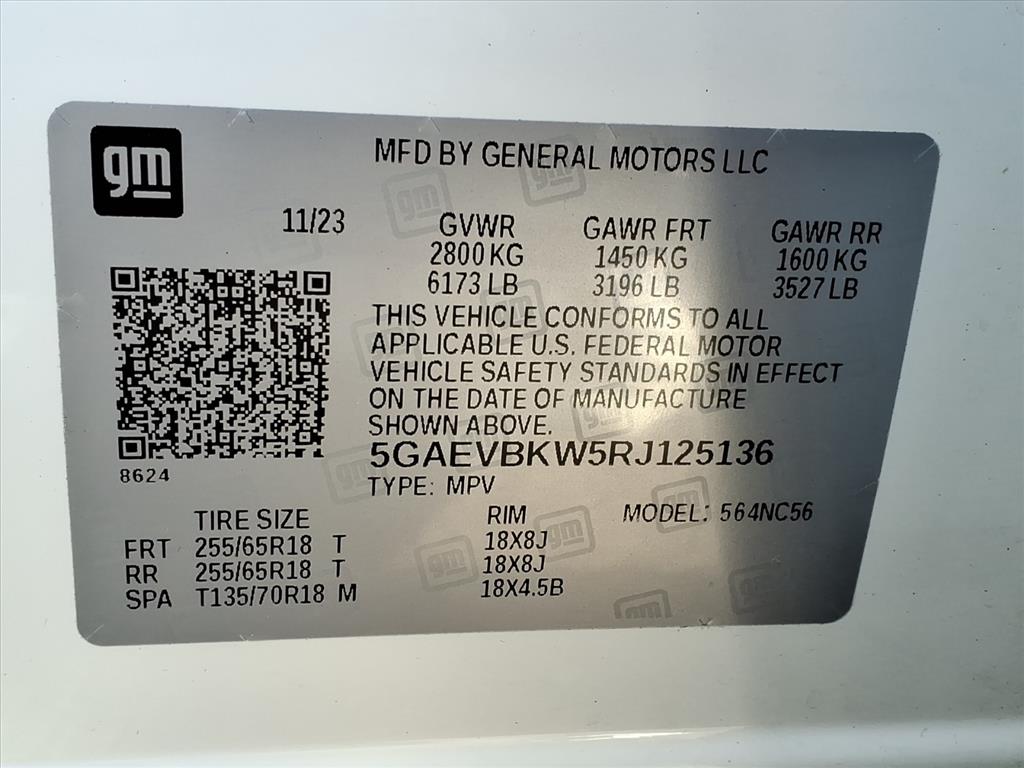 gm
MFD BY GENERAL MOTORS LLC
11/23
GVWR GAWR FRT GAWR RR
2800 KG 1450 KG 1600 KG
6173 LB 3196 LB 3527 LB
THIS VEHICLE CONFORMS TO ALL
APPLICABLE U.S. FEDERAL MOTOR
VEHICLE SAFETY STANDARDS IN EFFECT
ON THE DATE OF MANUFACTURE
SHOWN ABOVE.
5GAEVBKW5RJ125136
8624
TYPE: MPV
TIRE SIZE RIM MODEL: 564NC56
FRT 255/65R18 T 18X8J
RR 255/65R18 T 18X8J
SPA T135/70R18 M 18X4.5B